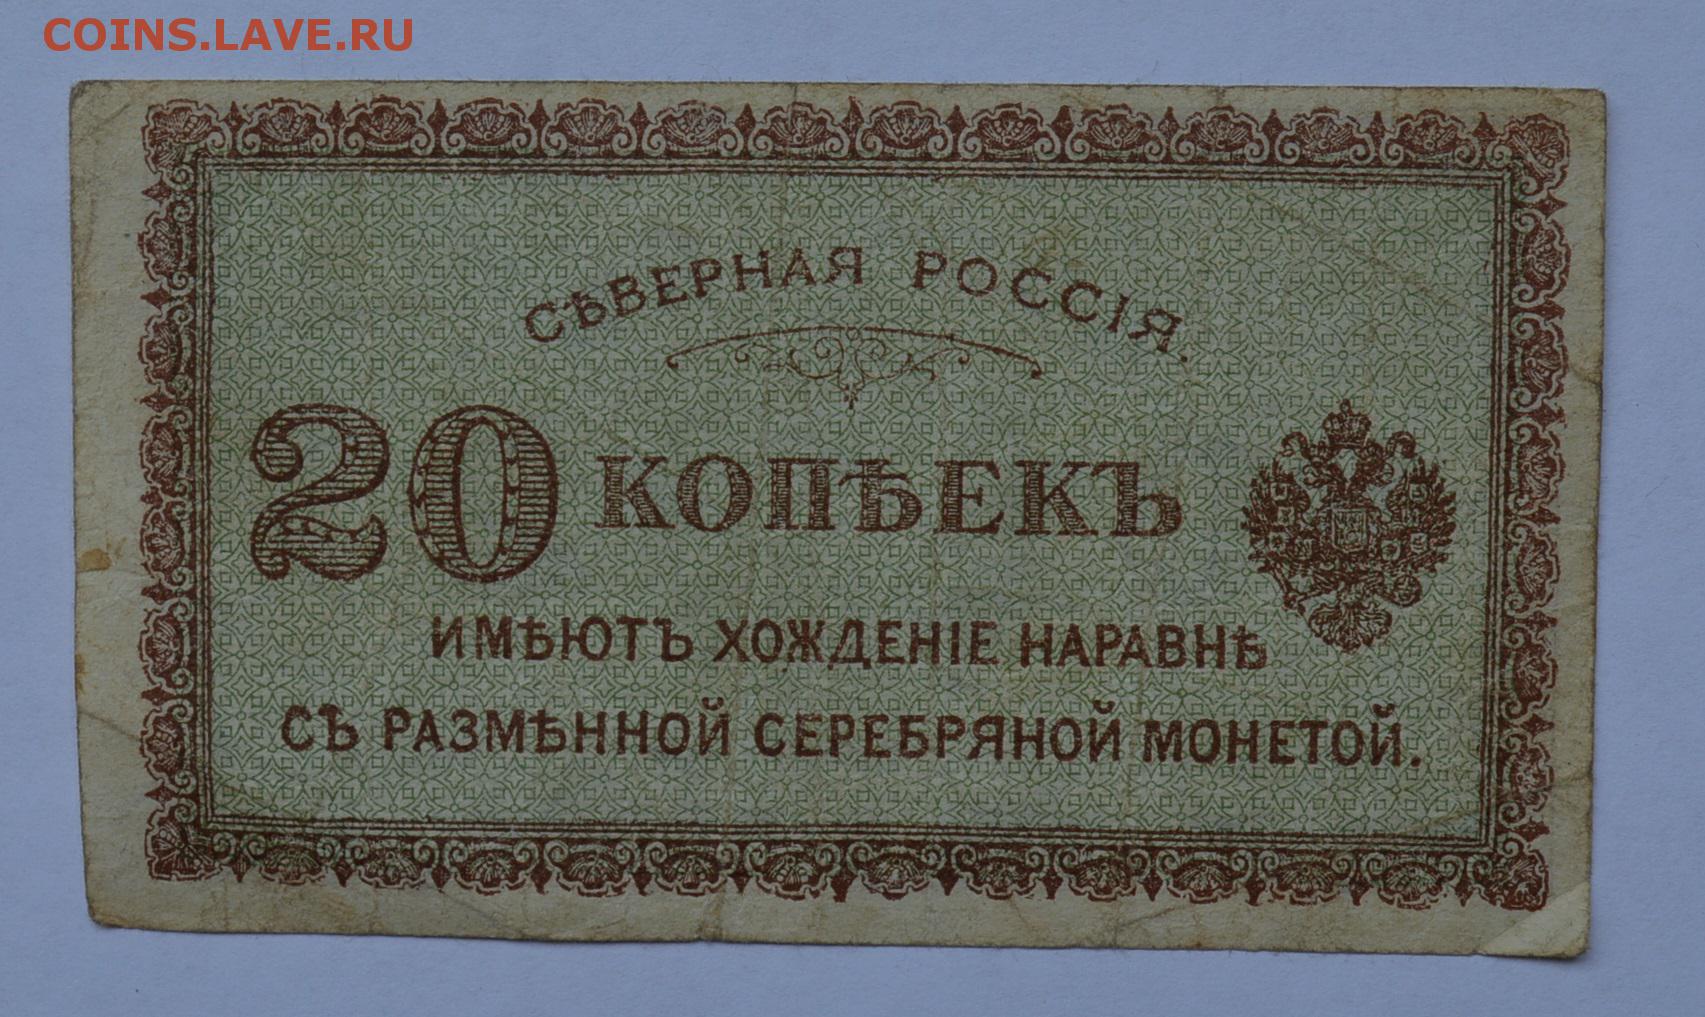 COINS.LAVE.RU
СѢВЕРНАЯ РОССІЯ.
20 КОПѢЕКЪ
ИМѢЮТЪ ХОЖДЕНІЕ НАРАВНѢ
СЪ РАЗМѢННОЙ СЕРЕБРЯНОЙ МОНЕТОЙ.